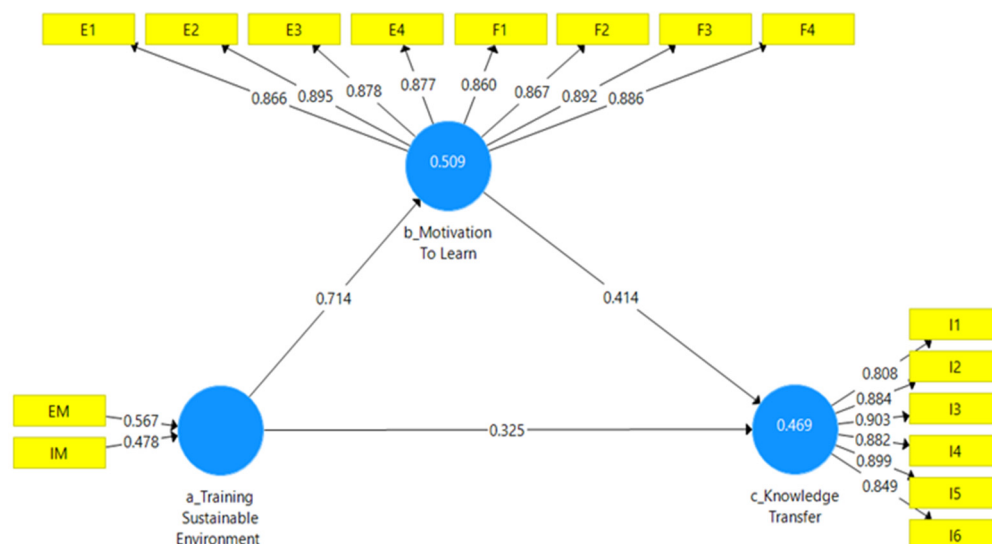 E1 E2 E3 E4 F1 F2 F3 F4
0.866 0.895 0.878 0.877 0.860 0.867 0.892 0.886
0.509
b_Motivation
To Learn
0.714
0.414
EM
IM
0.567
0.478
a_Training
Sustainable
Environment
0.325
0.469
c_Knowledge
Transfer
0.808
0.884
0.903
0.882
0.899
0.849
I1
I2
I3
I4
I5
I6